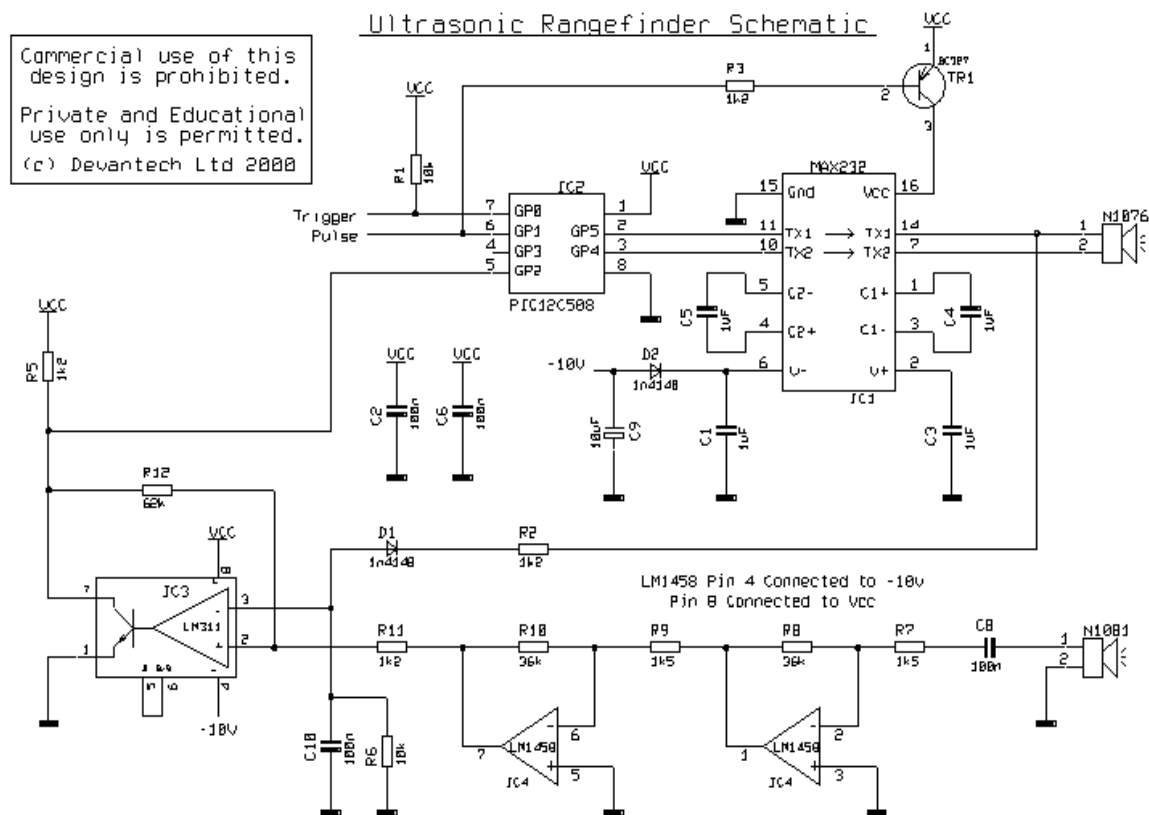 Ultrasonic Rangefinder Schematic
Commercial use of this
design is prohibited.
Private and Educational
use only is permitted.
(c) Devantech Ltd 2000
VCC
1
BC327
TR1
2
3
R3
1k2
VCC
R1
10k
Trigger
Pulse
IC2
7 GP0
6 GP1
4 GP3
5 GP2
1
GP5 2
GP4 3
8
PIC12C508
VCC
MAX232
15 Gnd
VCC 16
11 TX1
TX1 14
10 TX2
TX2 7
5 C2-
C1+ 1
4 C2+
C1- 3
6 V-
V+ 2
IC1
C5
1uF
C4
1uF
N1076
1
2
-10V
D2
1n4148
10uF
C9
C1
1uF
C3
1uF
VCC
R5
1k2
VCC
C2
100n
VCC
C6
100n
R12
68k
VCC
8
7
IC3
LM311
-
+
3
2
1
5
6
4
-10V
D1
1n4148
R2
1k2
LM1458 Pin 4 Connected to -10v
Pin 8 Connected to Vcc
R11
1k2
R10
36k
R9
1k5
R8
36k
R7
1k5
C8
100n
N1081
1
2
C10
100n
R6
10k
LM1458
IC4
7
-
6
+
5
LM1458
IC4
1
-
2
+
3